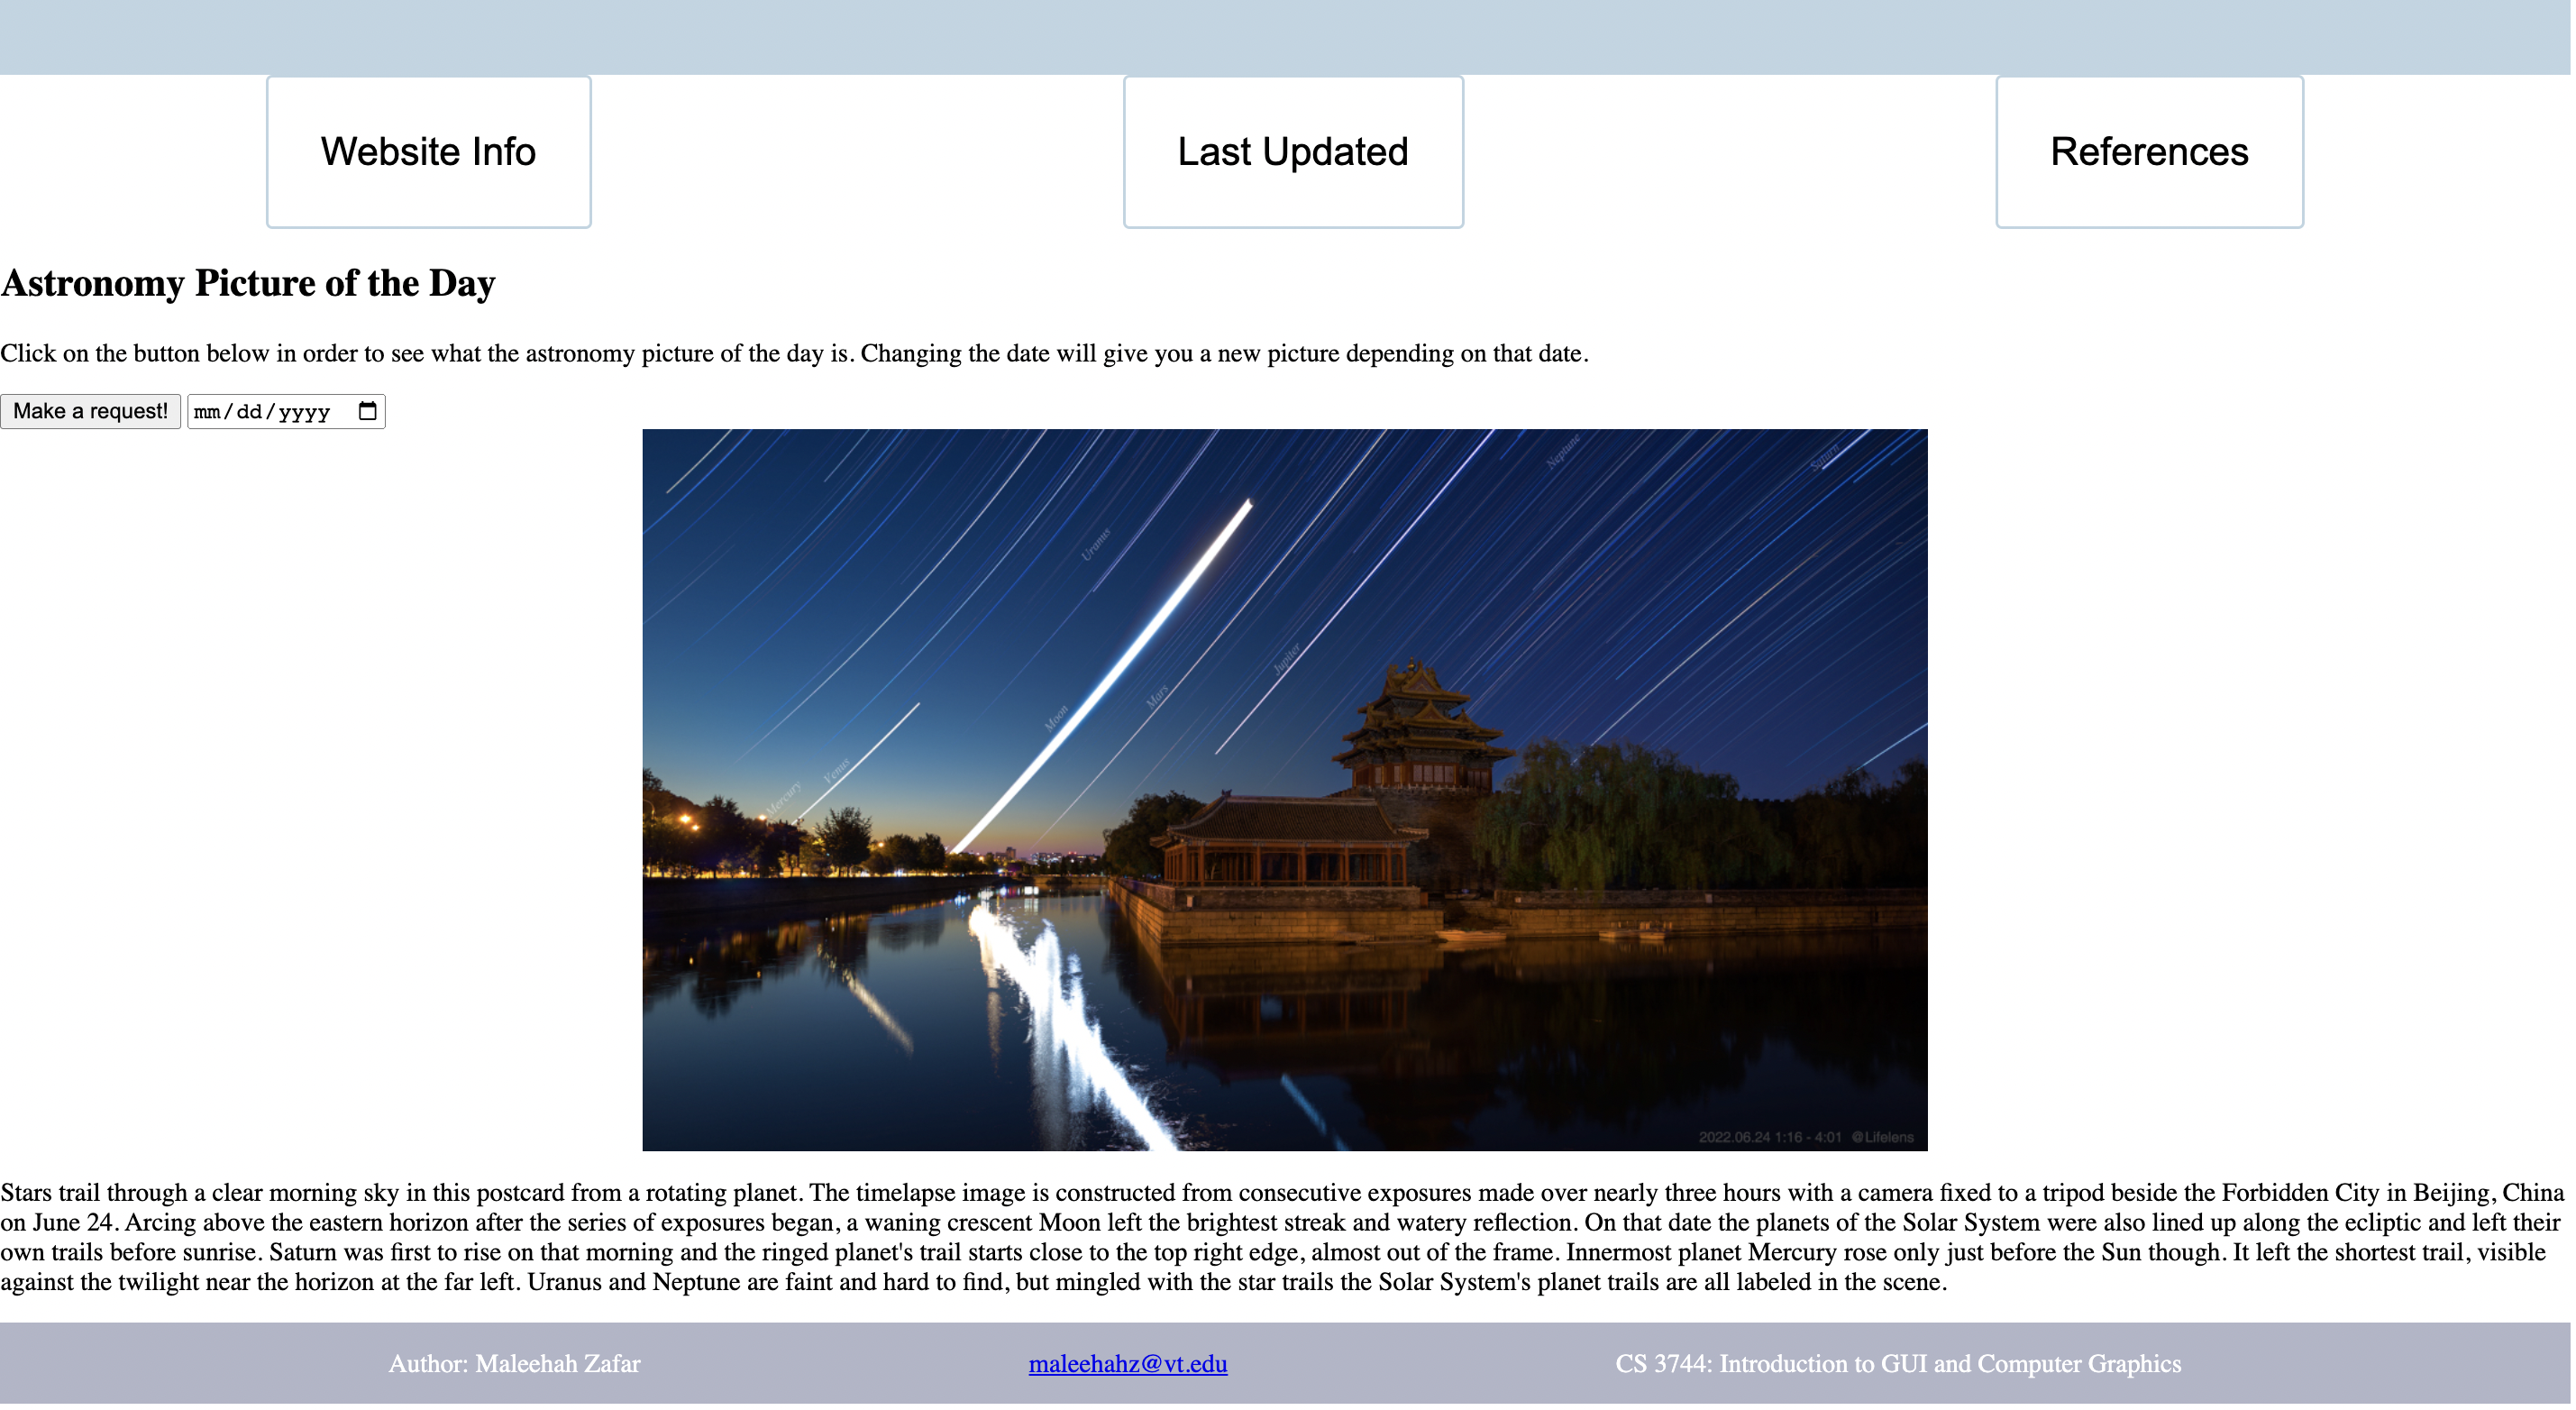 Website Info
Last Updated
References
Astronomy Picture of the Day
Click on the button below in order to see what the astronomy picture of the day is. Changing the date will give you a new picture depending on that date.
Make a request! mm/dd/yyyy
Neptune
Saturn
Uranus
Jupiter
Mars
Moon
Venus
Mercury
2022.06.24 1:16 - 4:01 @Lifelens
Stars trail through a clear morning sky in this postcard from a rotating planet. The timelapse image is constructed from consecutive exposures made over nearly three hours with a camera fixed to a tripod beside the Forbidden City in Beijing, China
on June 24. Arcing above the eastern horizon after the series of exposures began, a waning crescent Moon left the brightest streak and watery reflection. On that date the planets of the Solar System were also lined up along the ecliptic and left their
own trails before sunrise. Saturn was first to rise on that morning and the ringed planet's trail starts close to the top right edge, almost out of the frame. Innermost planet Mercury rose only just before the Sun though. It left the shortest trail, visible
against the twilight near the horizon at the far left. Uranus and Neptune are faint and hard to find, but mingled with the star trails the Solar System's planet trails are all labeled in the scene.
Author: Maleehah Zafar
maleehahz@vt.edu
CS 3744: Introduction to GUI and Computer Graphics